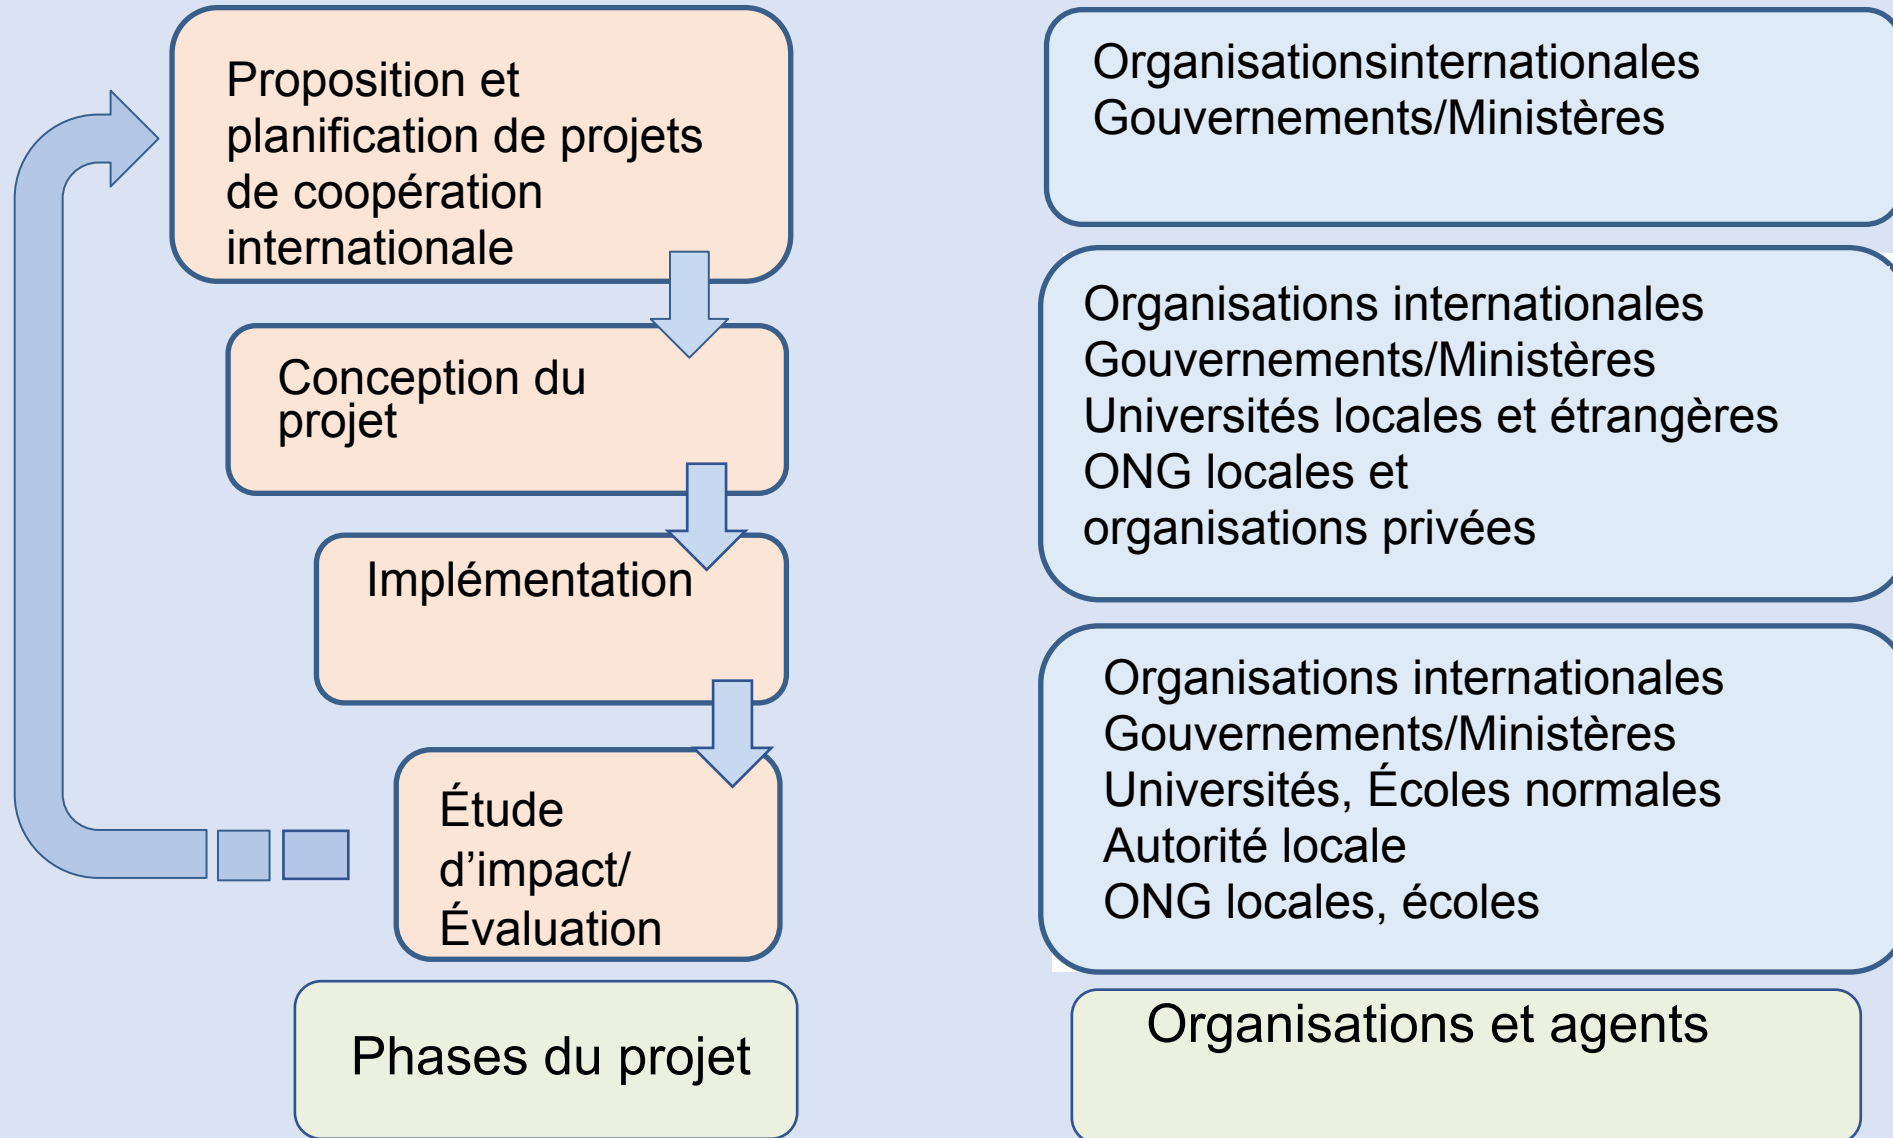 Proposition et
planification de projets
de coopération
internationale
Conception du
projet
Implémentation
Étude
d’impact/
Évaluation
Phases du projet
Organisationsinternationales
Gouvernements/Ministères
Organisations internationales
Gouvernements/Ministères
Universités locales et étrangères
ONG locales et
organisations privées
Organisations internationales
Gouvernements/Ministères
Universités, Écoles normales
Autorité locale
ONG locales, écoles
Organisations et agents